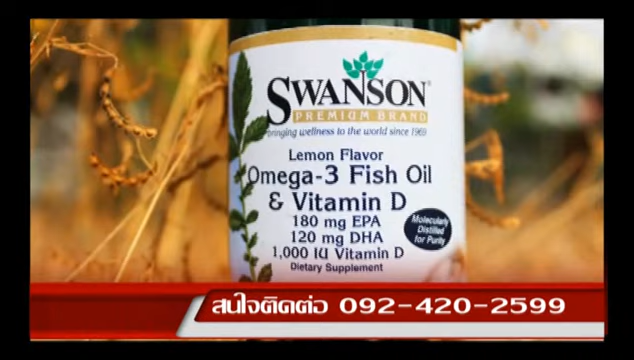 SWANSON®
PREMIUM BRAND
bringing wellness to the world since 1969
Lemon Flavor
Omega-3 Fish Oil
& Vitamin D
180 mg EPA
120 mg DHA
1,000 IU Vitamin D
Dietary Supplement
Molecularly
Distilled
for Purity
สนใจติดต่อ 092-420-2599